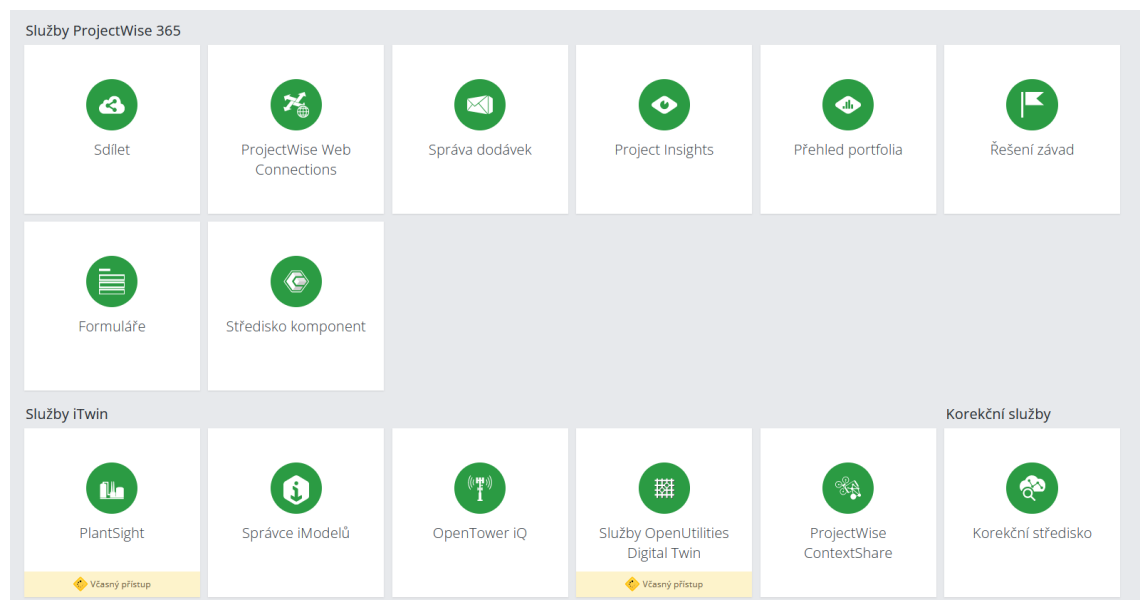 Služby ProjectWise 365
Sdílet
ProjectWise Web
Connections
Správa dodávek
Project Insights
Přehled portfolia
Řešení závad
Formuláře
Středisko komponent
Služby iTwin
Korekční služby
PlantSight
Včasný přístup
Správce iModelů
OpenTower iQ
Služby OpenUtilities
Digital Twin
Včasný přístup
ProjectWise
ContextShare
Korekční středisko